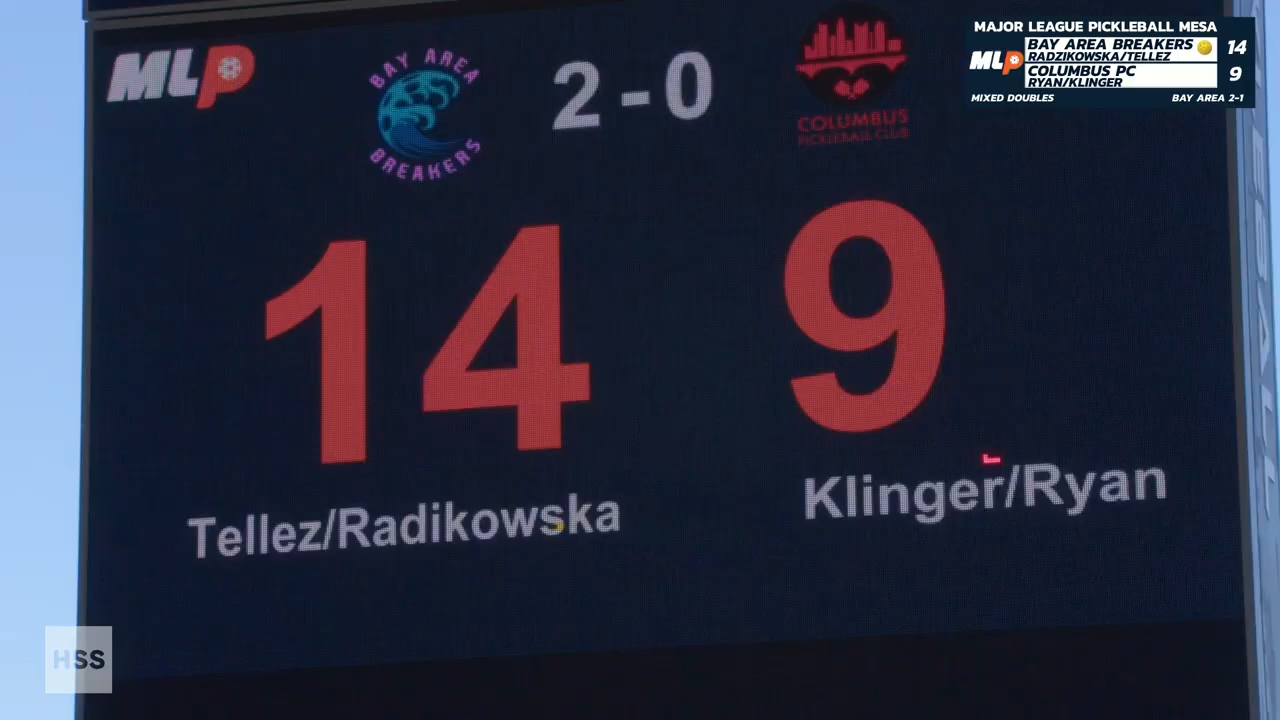 MLP
BAY AREA
BREAKERS
2-0
COLUMBUS
PICKLEBALL CLUB
14
9
Tellez/Radikowska
Klinger/Ryan
HSS
MAJOR LEAGUE PICKLEBALL MESA
MLP
BAY AREA BREAKERS 14
RADZIKOWSKA/TELLEZ
COLUMBUS PC 9
RYAN/KLINGER
MIXED DOUBLES BAY AREA 2-1